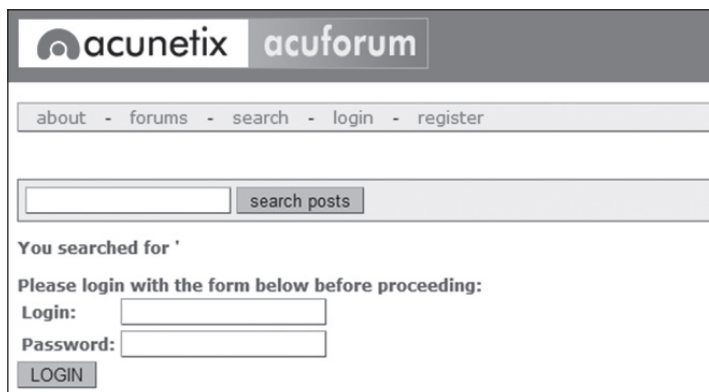 acunetix acuforum
about - forums - search - login - register
search posts
You searched for '
Please login with the form below before proceeding:
Login:
Password:
LOGIN